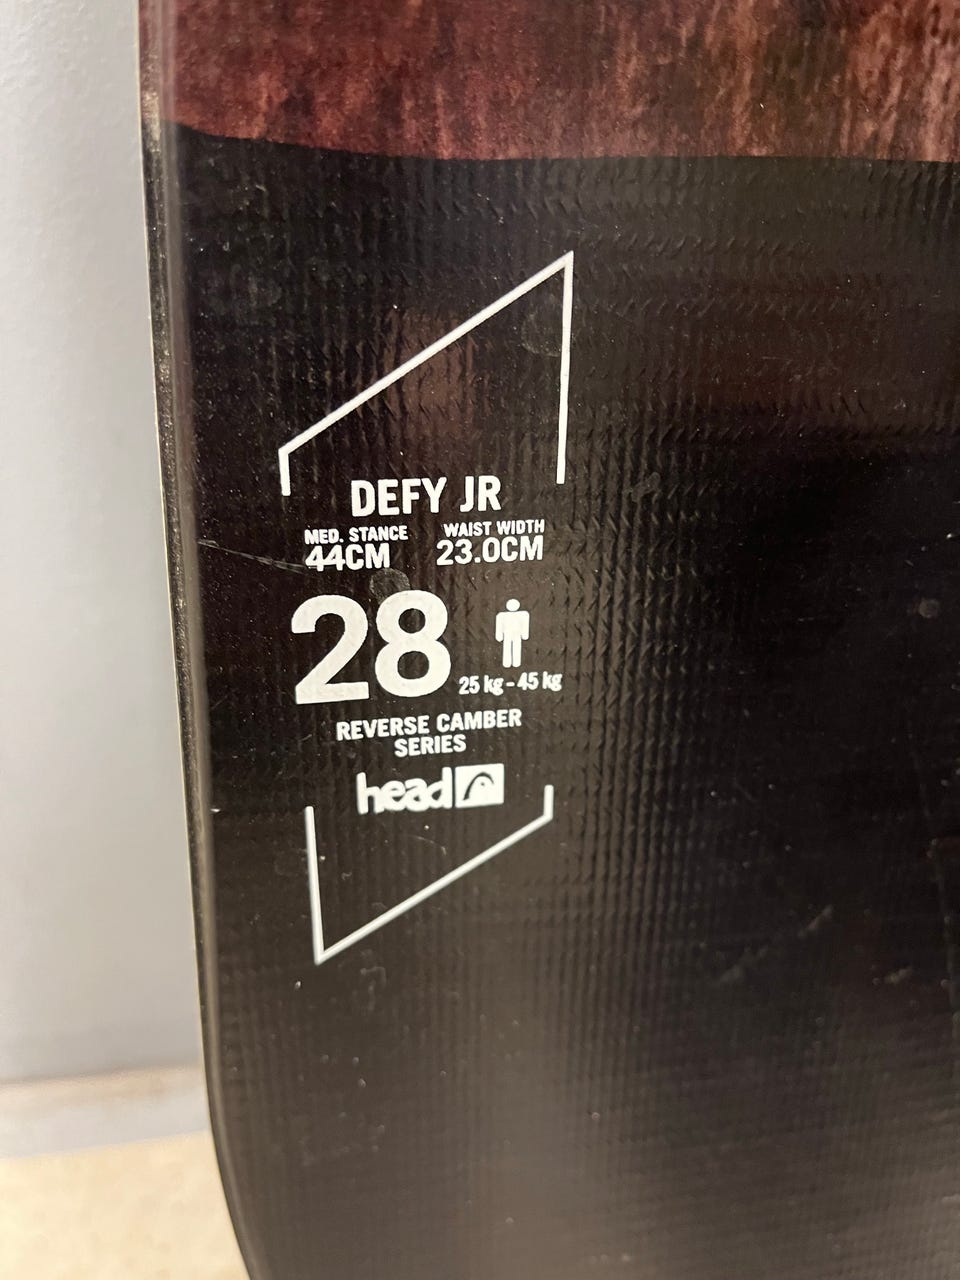 DEFY JR
MED. STANCE WAIST WIDTH
44CM 23.0CM
28
25 kg - 45 kg
REVERSE CAMBER
SERIES
head